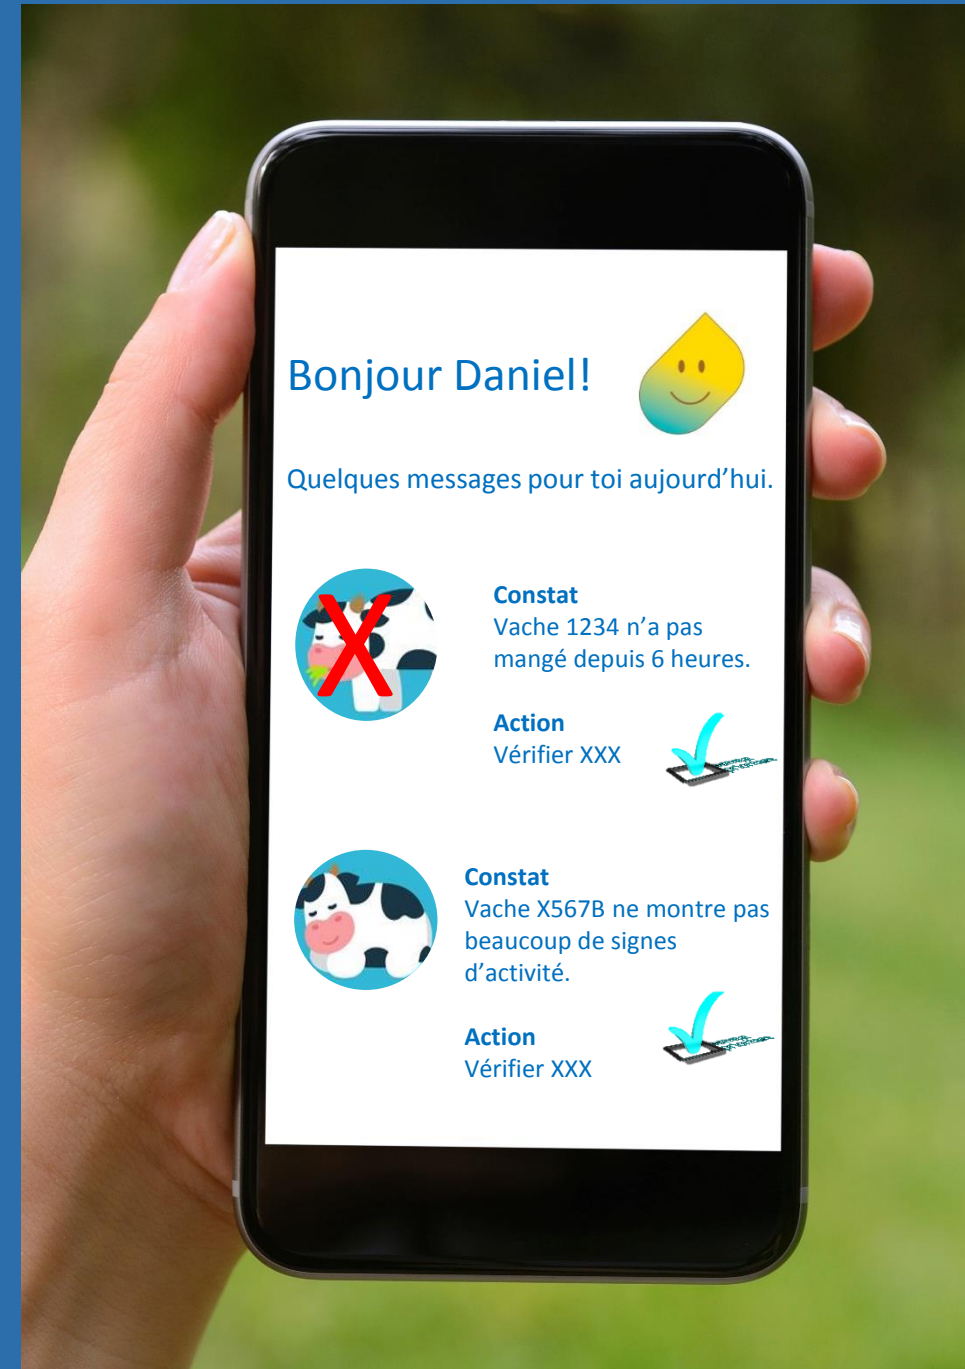 Bonjour Daniel!
Quelques messages pour toi aujourd’hui.
X
Constat
Vache 1234 n’a pas
mangé depuis 6 heures.
Action
Vérifier XXX
Constat
Vache X567B ne montre pas
beaucoup de signes
d’activité.
Action
Vérifier XXX